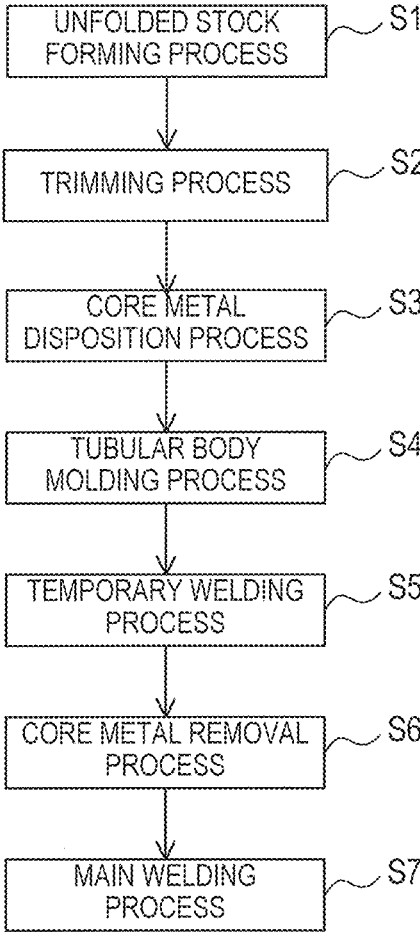 UNFOLDED STOCK
FORMING PROCESS
S1
TRIMMING PROCESS
S2
CORE METAL
DISPOSITION PROCESS
S3
TUBULAR BODY
MOLDING PROCESS
S4
TEMPORARY WELDING
PROCESS
S5
CORE METAL REMOVAL
PROCESS
S6
MAIN WELDING
PROCESS
S7